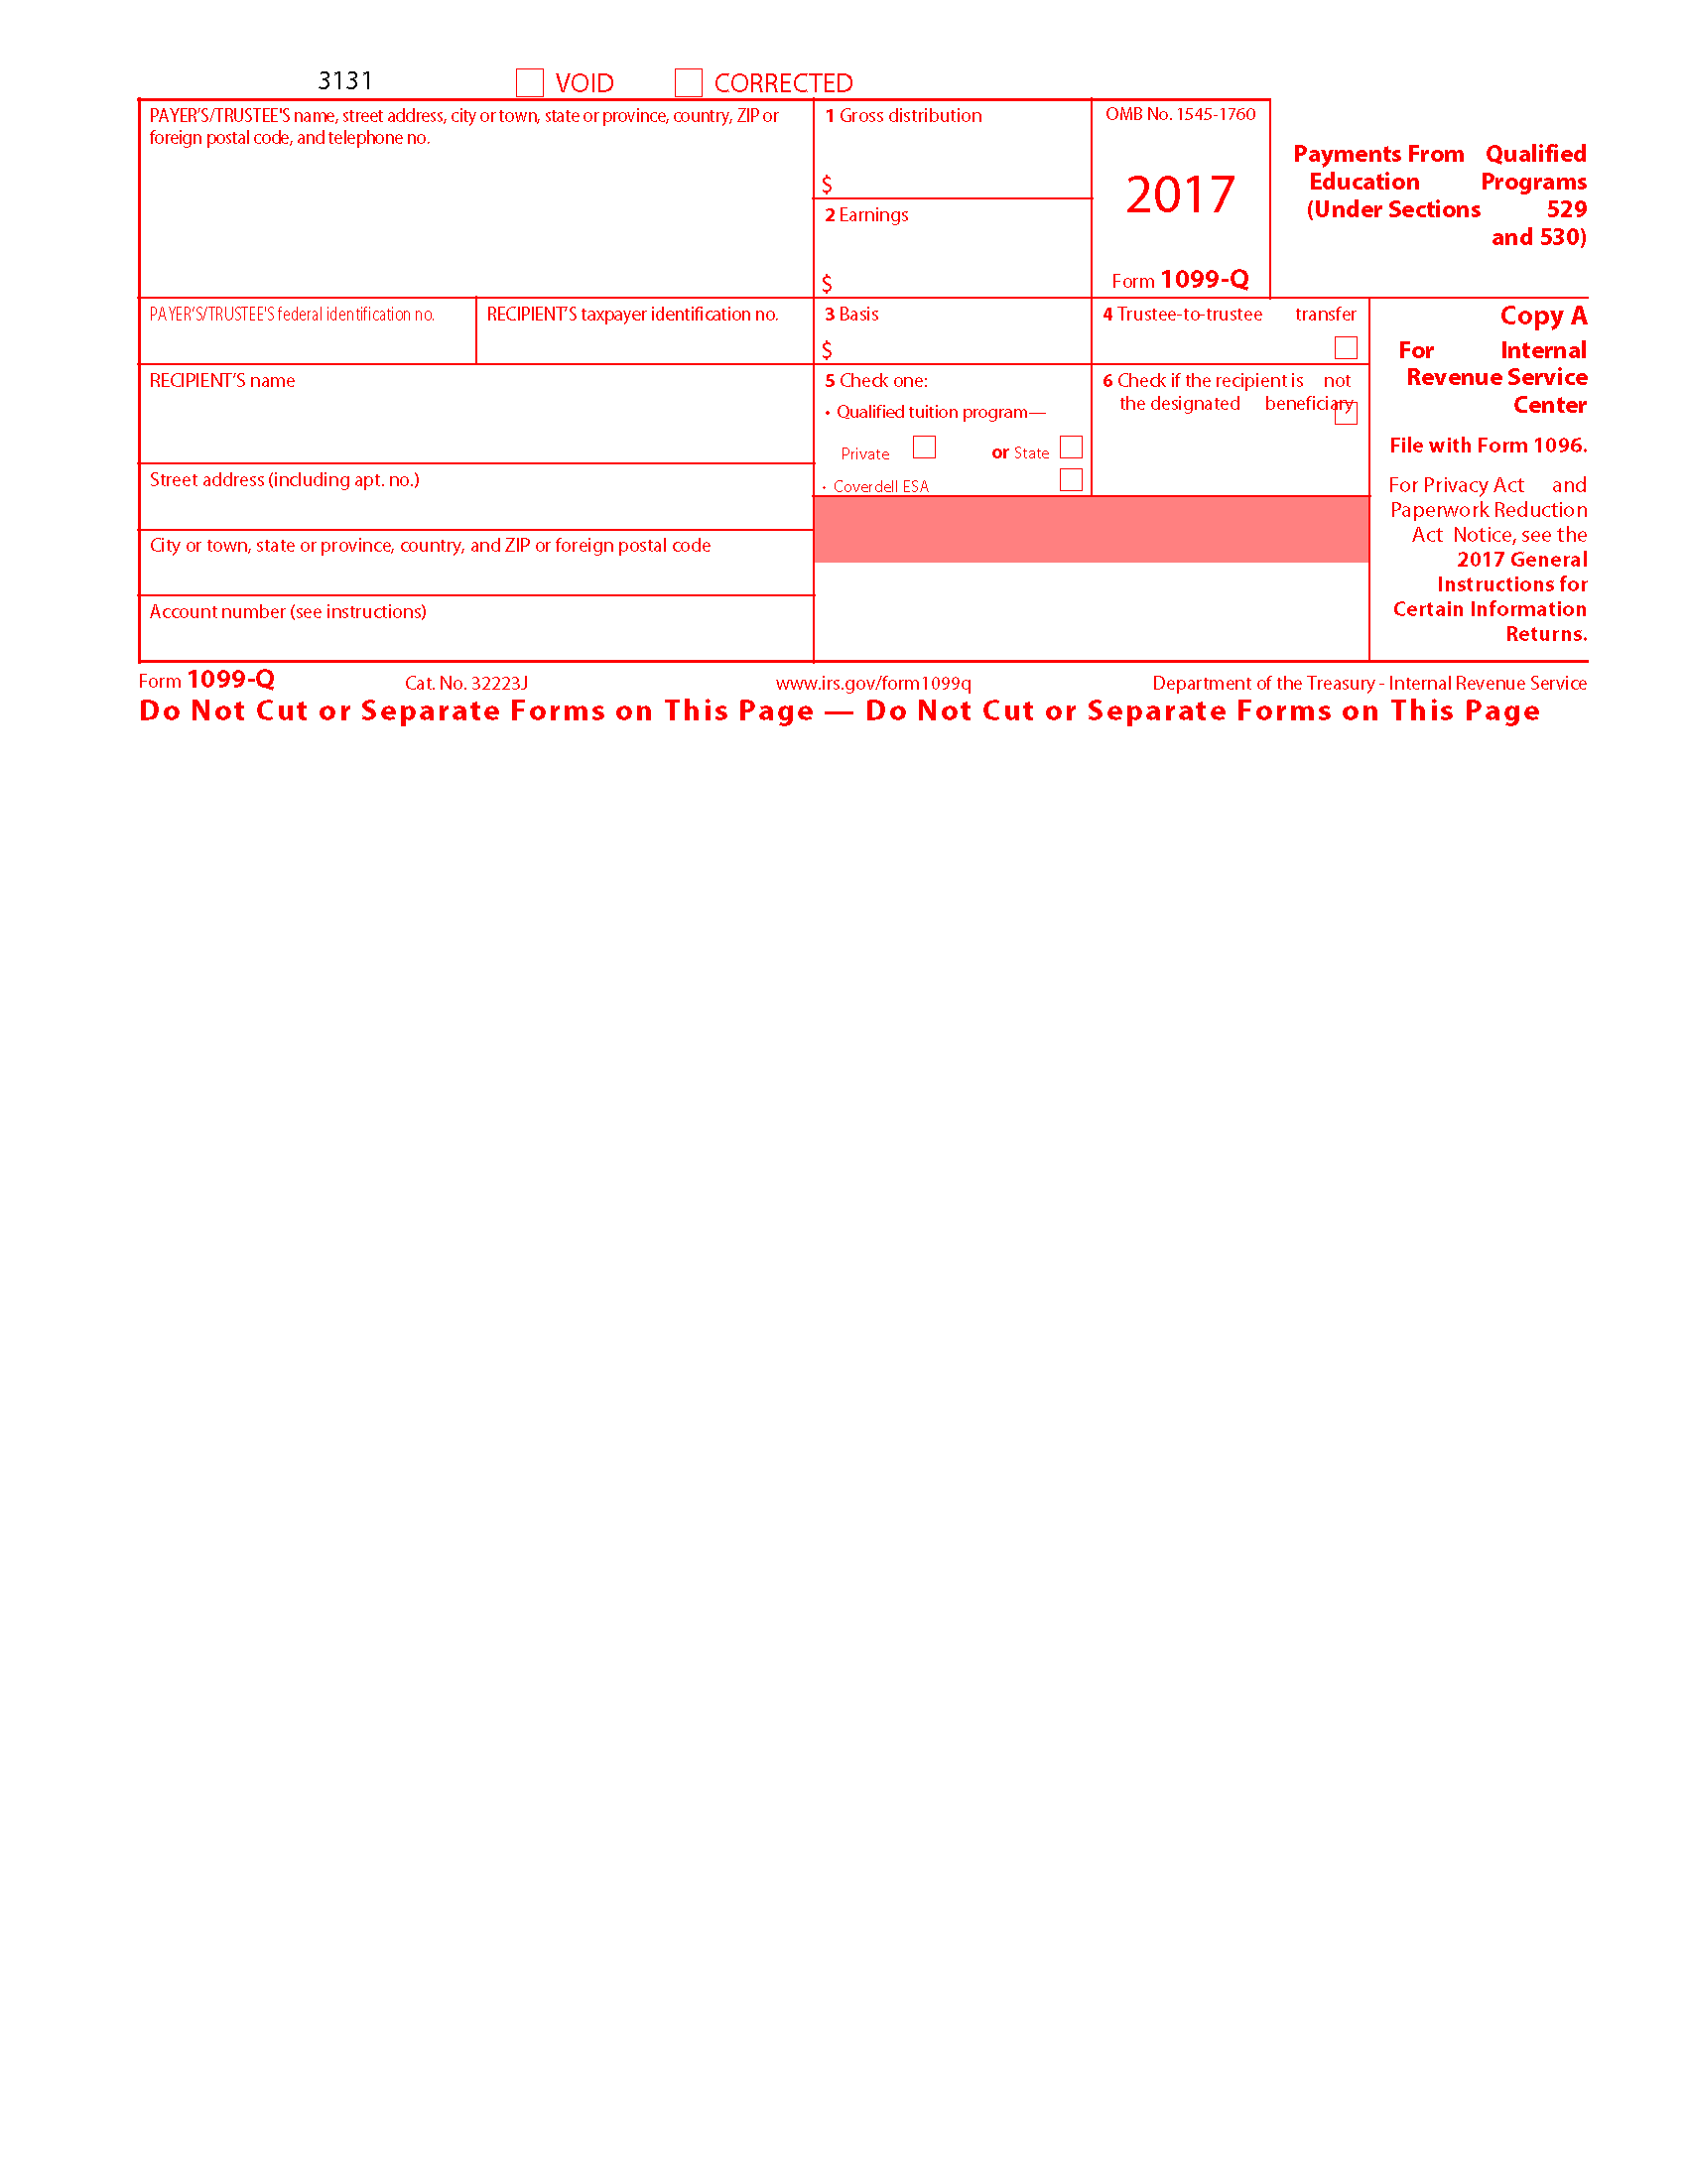 3131 VOID CORRECTED
PAYER'S/TRUSTEE'S name, street address, city or town, state or province, country, ZIP or
foreign postal code, and telephone no.
1 Gross distribution
$
2 Earnings
$
OMB No. 1545-1760
2017
Form 1099-Q
Payments From Qualified
Education Programs
(Under Sections 529
and 530)
PAYER'S/TRUSTEE'S federal identification no.
RECIPIENT'S taxpayer identification no.
3 Basis
$
4 Trustee-to-trustee transfer
Copy A
For Internal
Revenue Service
Center
File with Form 1096.
For Privacy Act and
Paperwork Reduction
Act Notice, see the
2017 General
Instructions for
Certain Information
Returns.
RECIPIENT'S name
5 Check one:
• Qualified tuition program—
Private or State
• Coverdell ESA
6 Check if the recipient is not
the designated beneficiary
Street address (including apt. no.)
City or town, state or province, country, and ZIP or foreign postal code
Account number (see instructions)
Form 1099-Q Cat. No. 32223J www.irs.gov/form1099q Department of the Treasury - Internal Revenue Service
Do Not Cut or Separate Forms on This Page — Do Not Cut or Separate Forms on This Page